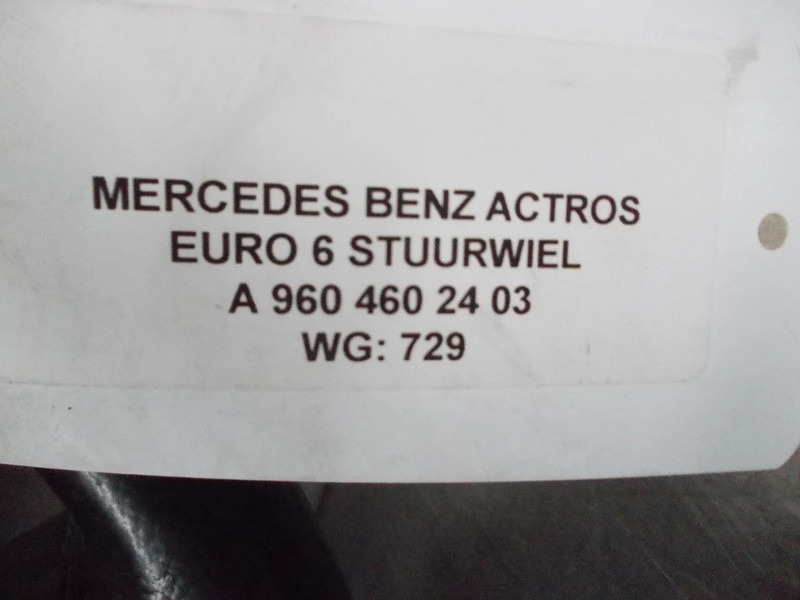 MERCEDES BENZ ACTROS
EURO 6 STUURWIEL
A 960 460 24 03
WG: 729